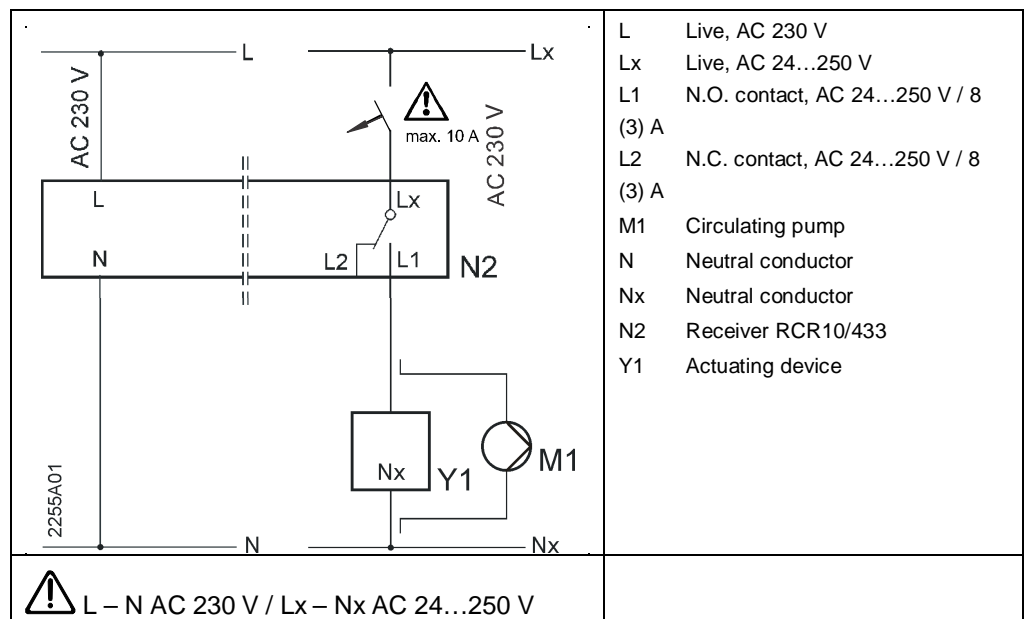 L
Lx
AC 230 V
max. 10 A
AC 230 V
L
Lx
N
L2
L1
N2
Nx
Y1
M1
2255A01
N
Nx
L Live, AC 230 V
Lx Live, AC 24…250 V
L1 N.O. contact, AC 24…250 V / 8
(3) A
L2 N.C. contact, AC 24…250 V / 8
(3) A
M1 Circulating pump
N Neutral conductor
Nx Neutral conductor
N2 Receiver RCR10/433
Y1 Actuating device
L – N AC 230 V / Lx – Nx AC 24…250 V